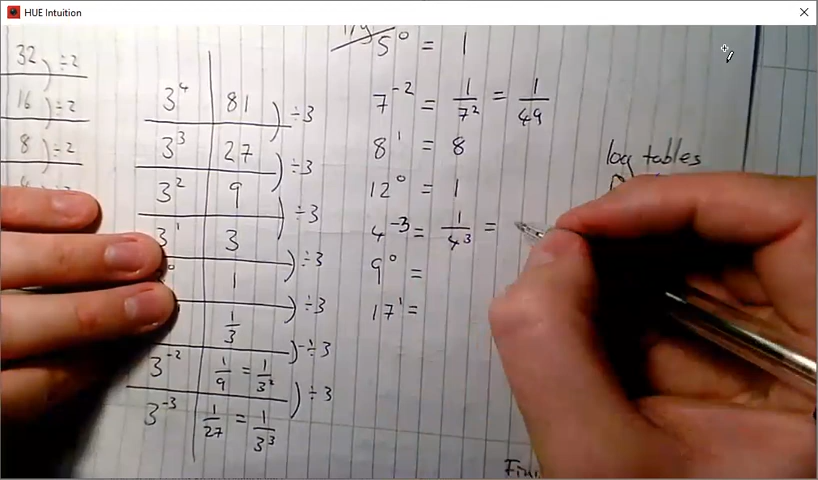 HUE Intuition
32 ) ÷2
16 ) ÷2
8 ) ÷2
3⁴ | 81 ) ÷3
3³ | 27 ) ÷3
3² | 9 ) ÷3
3¹ | 3
1 ) ÷3
1/3 ) ÷3
3⁻² | 1/9 = 1/3² ) ÷3
3⁻³ | 1/27 = 1/3³
5⁰ = 1
7⁻² = 1/7² = 1/49
8¹ = 8
12⁰ = 1
4⁻³ = 1/4³ =
9⁰ =
17¹ =
log tables